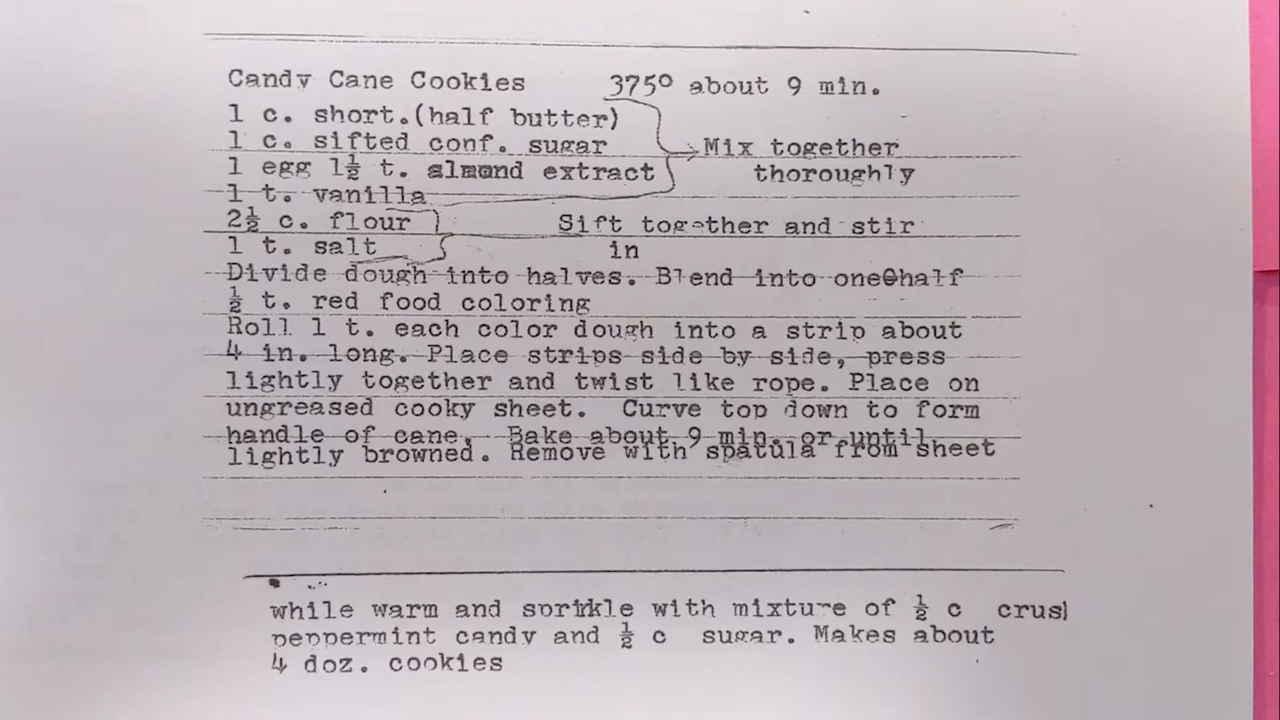 Candy Cane Cookies 375° about 9 min.
1 c. short.(half butter)
1 c. sifted conf. sugar Mix together
1 egg 1½ t. almond extract thoroughly
1 t. vanilla
2½ c. flour Sift together and stir
1 t. salt in
Divide dough into halves. Blend into one half
½ t. red food coloring
Roll 1 t. each color dough into a strip about
4 in. long. Place strips side by side, press
lightly together and twist like rope. Place on
ungreased cooky sheet. Curve top down to form
handle of cane. Bake about 9 min. or until
lightly browned. Remove with spatula from sheet
while warm and sprinkle with mixture of ½ c crus
peppermint candy and ½ c sugar. Makes about
4 doz. cookies